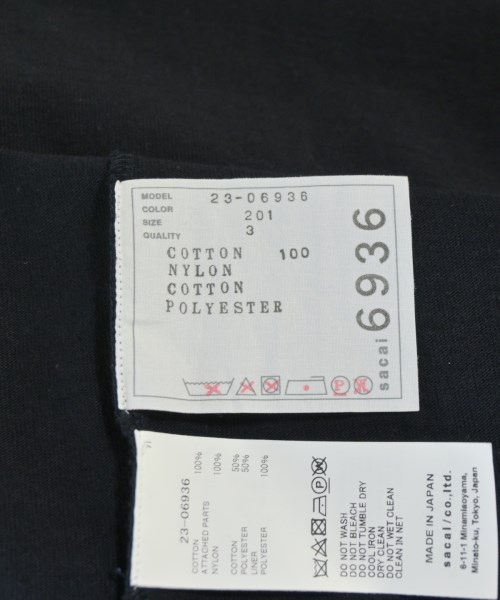 MODEL 23-06936
COLOR 201
SIZE 3
QUALITY
COTTON 100
NYLON
COTTON
POLYESTER
sacai 6936
23-06936
COTTON 100%
ATTACHED PARTS
NYLON 100%
COTTON 50%
POLYESTER 50%
LINER
POLYESTER 100%
DO NOT WASH
DO NOT BLEACH
DO NOT TUMBLE DRY
COOL IRON
DRY CLEAN
DO NOT WET CLEAN
CLEAN IN NET
MADE IN JAPAN
sacai/co.,ltd.
6-11-1 Minamiaoyama,
Minato-ku, Tokyo, Japan